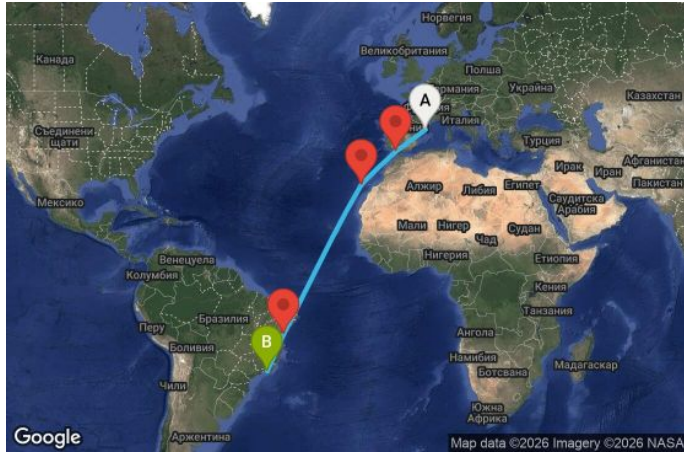 Норвегия
Канада
Великобритания
A
Полша
Германия
Украйна
Казахстан
Италия
Съединени
щати
Турция
Афганистан
Ирак
Иран
Пакистан
Алжир
Либия
Египет
Саудитска
Арабия
Мексико
Мали
Нигер
Судан
Чад
Нигерия
Етиопия
Венецуела
Колумбия
Кения
Танзания
Перу
Бразилия
B
Боливия
Ангола
Намибия
Ботсвана
Мадагаскар
Чили
Южна
Африка
Аржентина
Google
Map data ©2026 Imagery ©2026 NASA